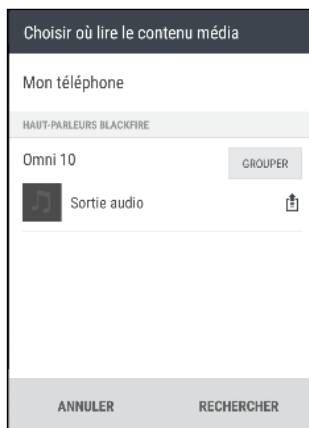 Choisir où lire le contenu média
Mon téléphone
HAUT-PARLEURS BLACKFIRE
Omni 10
GROUPER
Sortie audio
ANNULER
RECHERCHER